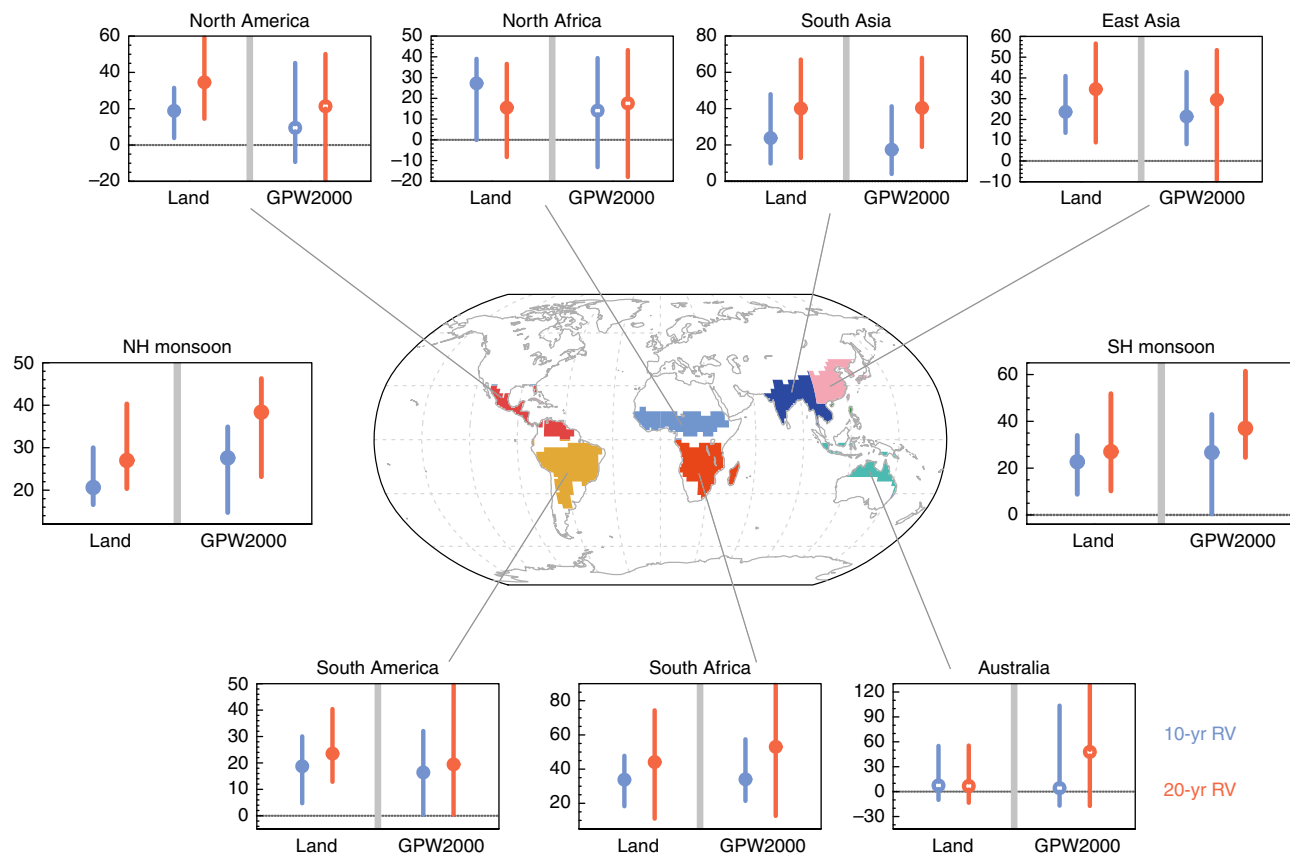 North America
North Africa
South Asia
East Asia
60
40
20
0
−20
Land
GPW2000
50
40
30
20
10
0
−10
−20
Land
GPW2000
80
60
40
20
0
Land
GPW2000
60
50
40
30
20
10
0
−10
Land
GPW2000
NH monsoon
50
40
30
20
Land
GPW2000
SH monsoon
60
40
20
0
Land
GPW2000
South America
50
40
30
20
10
0
Land
GPW2000
South Africa
80
60
40
20
Land
GPW2000
Australia
120
90
60
30
0
−30
Land
GPW2000
10-yr RV
20-yr RV